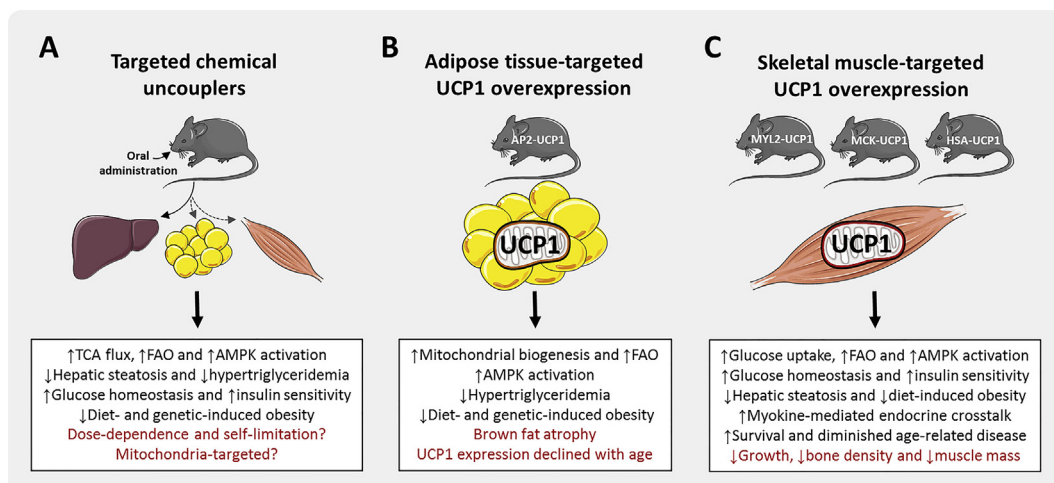 A
Targeted chemical
uncouplers
Oral
administration
↑TCA flux, ↑FAO and ↑AMPK activation
↓Hepatic steatosis and ↓hypertriglyceridemia
↑Glucose homeostasis and ↑insulin sensitivity
↓Diet- and genetic-induced obesity
Dose-dependence and self-limitation?
Mitochondria-targeted?
B
Adipose tissue-targeted
UCP1 overexpression
AP2-UCP1
UCP1
↑Mitochondrial biogenesis and ↑FAO
↑AMPK activation
↓Hypertriglyceridemia
↓Diet- and genetic-induced obesity
Brown fat atrophy
UCP1 expression declined with age
C
Skeletal muscle-targeted
UCP1 overexpression
MYL2-UCP1
MCK-UCP1
HSA-UCP1
UCP1
↑Glucose uptake, ↑FAO and ↑AMPK activation
↑Glucose homeostasis and ↑insulin sensitivity
↓Hepatic steatosis and ↓diet-induced obesity
↑Myokine-mediated endocrine crosstalk
↑Survival and diminished age-related disease
↓Growth, ↓bone density and ↓muscle mass